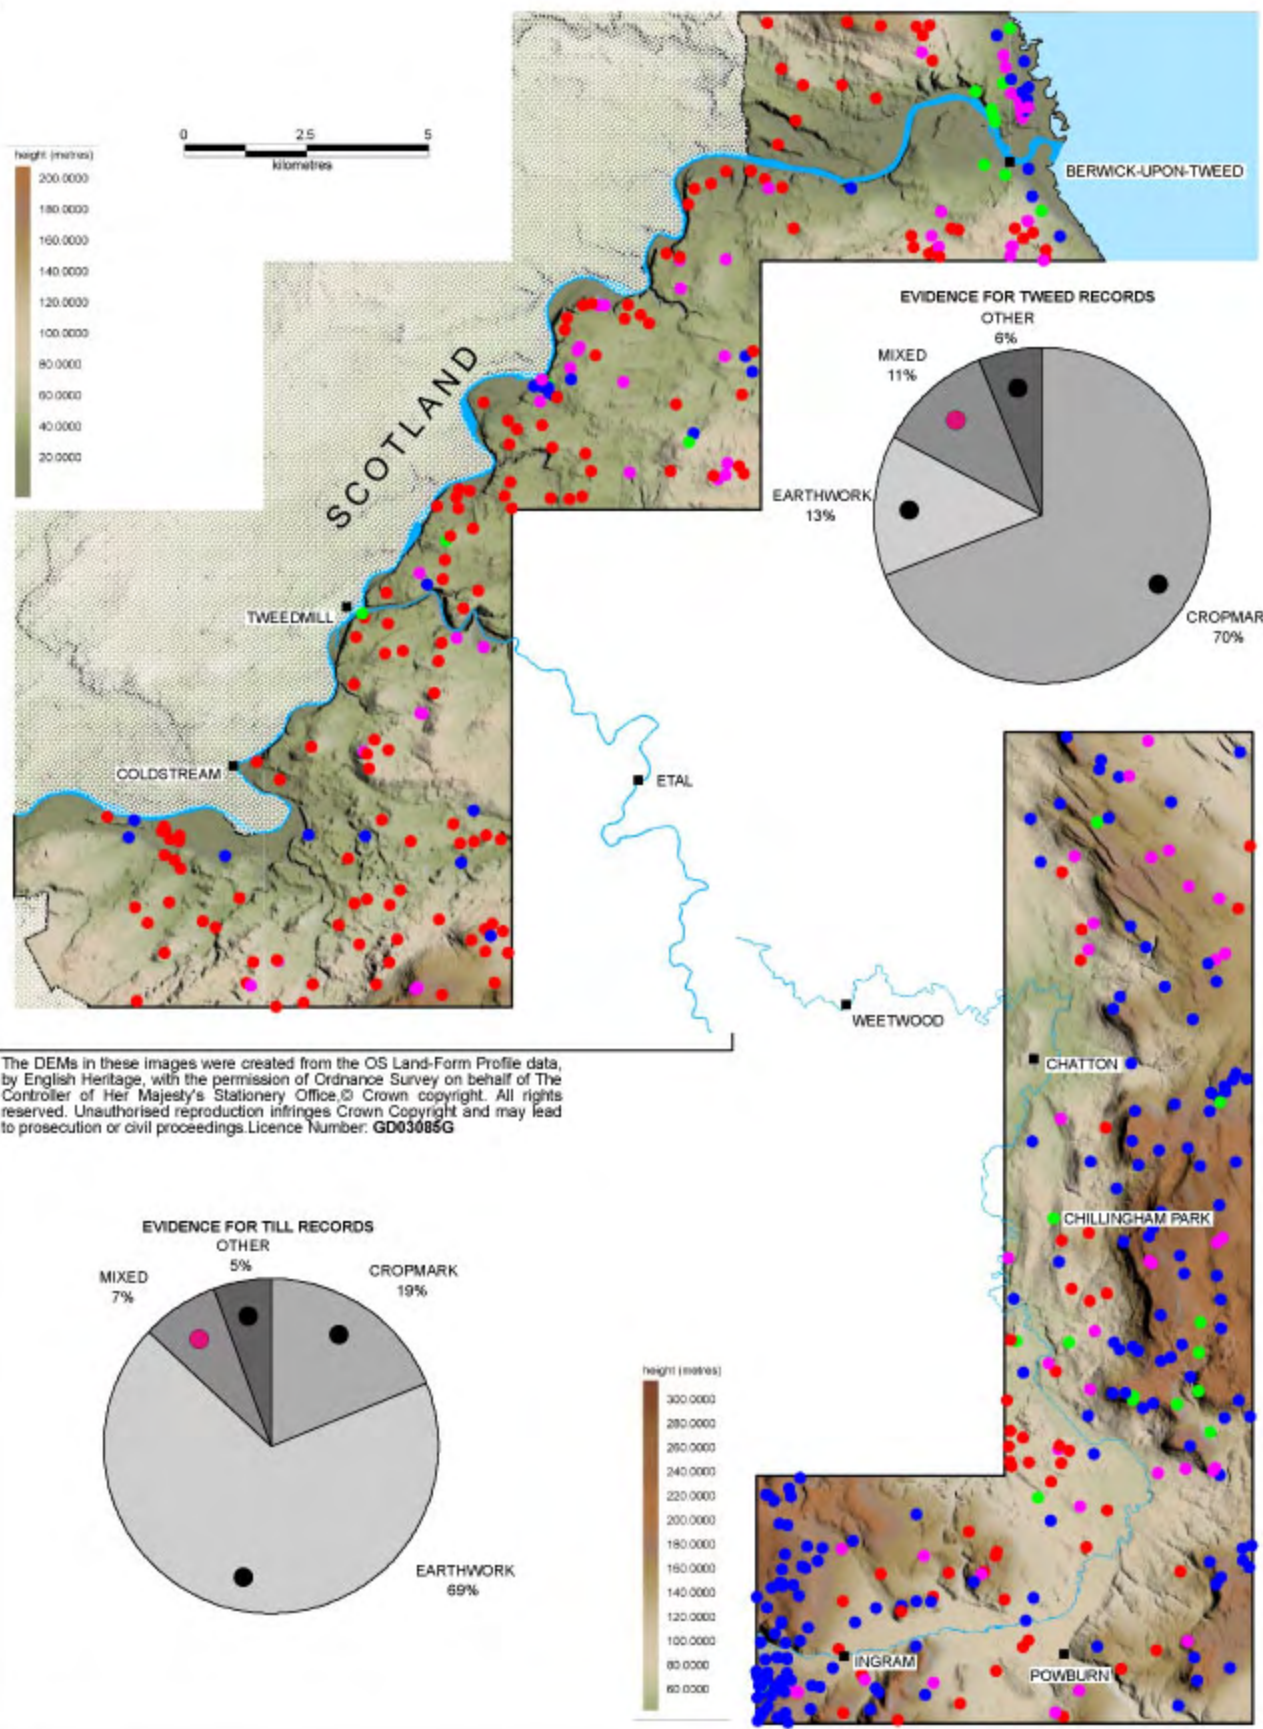 0 2.5 5
kilometres
height (metres)
200.0000
180.0000
160.0000
140.0000
120.0000
100.0000
80.0000
60.0000
40.0000
20.0000
BERWICK-UPON-TWEED
SCOTLAND
EVIDENCE FOR TWEED RECORDS
OTHER
6%
MIXED
11%
EARTHWORK
13%
CROPMAR
70%
TWEEDMILL
COLDSTREAM
ETAL
WEETWOOD
CHATTON
CHILLINGHAM PARK
INGRAM
POWBURN
The DEMs in these images were created from the OS Land-Form Profile data,
by English Heritage, with the permission of Ordnance Survey on behalf of The
Controller of Her Majesty's Stationery Office,© Crown copyright. All rights
reserved. Unauthorised reproduction infringes Crown Copyright and may lead
to prosecution or civil proceedings.Licence Number: GD03085G
EVIDENCE FOR TILL RECORDS
OTHER
5%
MIXED
7%
CROPMARK
19%
EARTHWORK
69%
height (metres)
300.0000
280.0000
260.0000
240.0000
220.0000
200.0000
180.0000
160.0000
140.0000
120.0000
100.0000
80.0000
60.0000